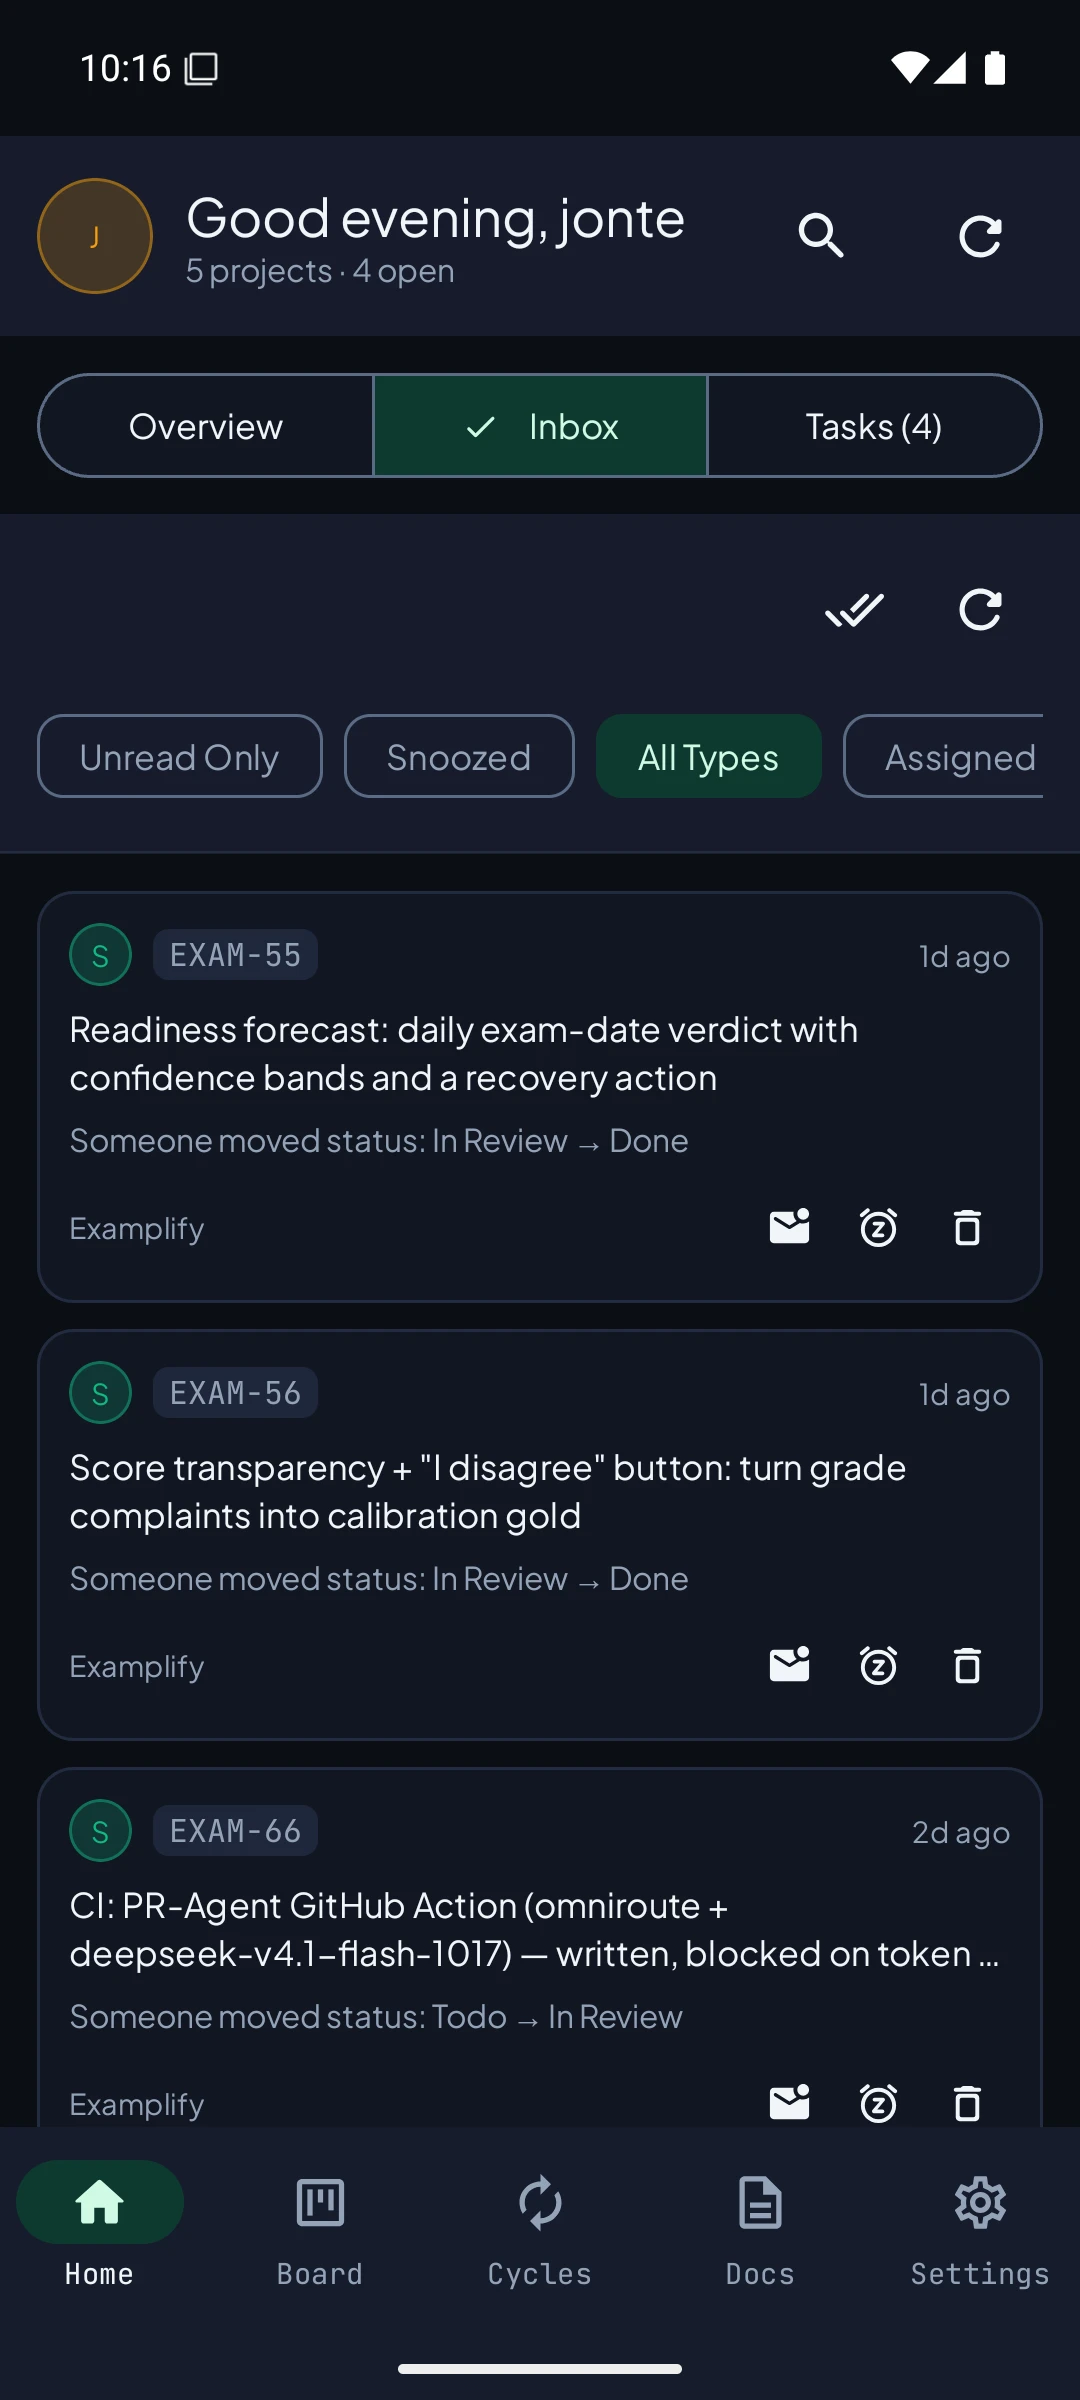 10:16
J
Good evening, jonte
5 projects · 4 open
Overview
Inbox
Tasks (4)
Unread Only
Snoozed
All Types
Assigned
S
EXAM-55
1d ago
Readiness forecast: daily exam-date verdict with
confidence bands and a recovery action
Someone moved status: In Review → Done
Examplify
S
EXAM-56
1d ago
Score transparency + "I disagree" button: turn grade
complaints into calibration gold
Someone moved status: In Review → Done
Examplify
S
EXAM-66
2d ago
CI: PR-Agent GitHub Action (omniroute +
deepseek-v4.1-flash-1017) — written, blocked on token ...
Someone moved status: Todo → In Review
Examplify
Home
Board
Cycles
Docs
Settings